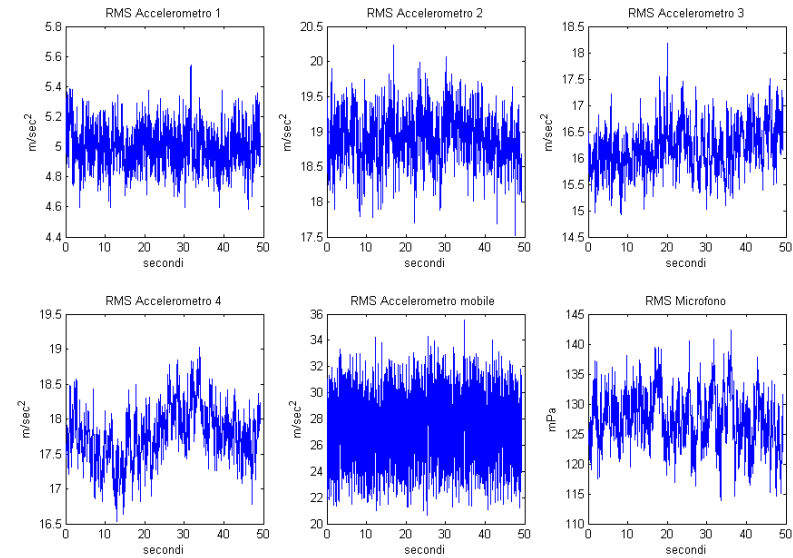 RMS Accelerometro 1
5.8
5.6
5.4
5.2
5
4.8
4.6
4.4
m/sec2
0 10 20 30 40 50
secondi
RMS Accelerometro 2
20.5
20
19.5
19
18.5
18
17.5
m/sec2
0 10 20 30 40 50
secondi
RMS Accelerometro 3
18.5
18
17.5
17
16.5
16
15.5
15
14.5
m/sec2
0 10 20 30 40 50
secondi
RMS Accelerometro 4
19.5
19
18.5
18
17.5
17
16.5
m/sec2
0 10 20 30 40 50
secondi
RMS Accelerometro mobile
36
34
32
30
28
26
24
22
20
m/sec2
0 10 20 30 40 50
secondi
RMS Microfono
145
140
135
130
125
120
115
110
mPa
0 10 20 30 40 50
secondi